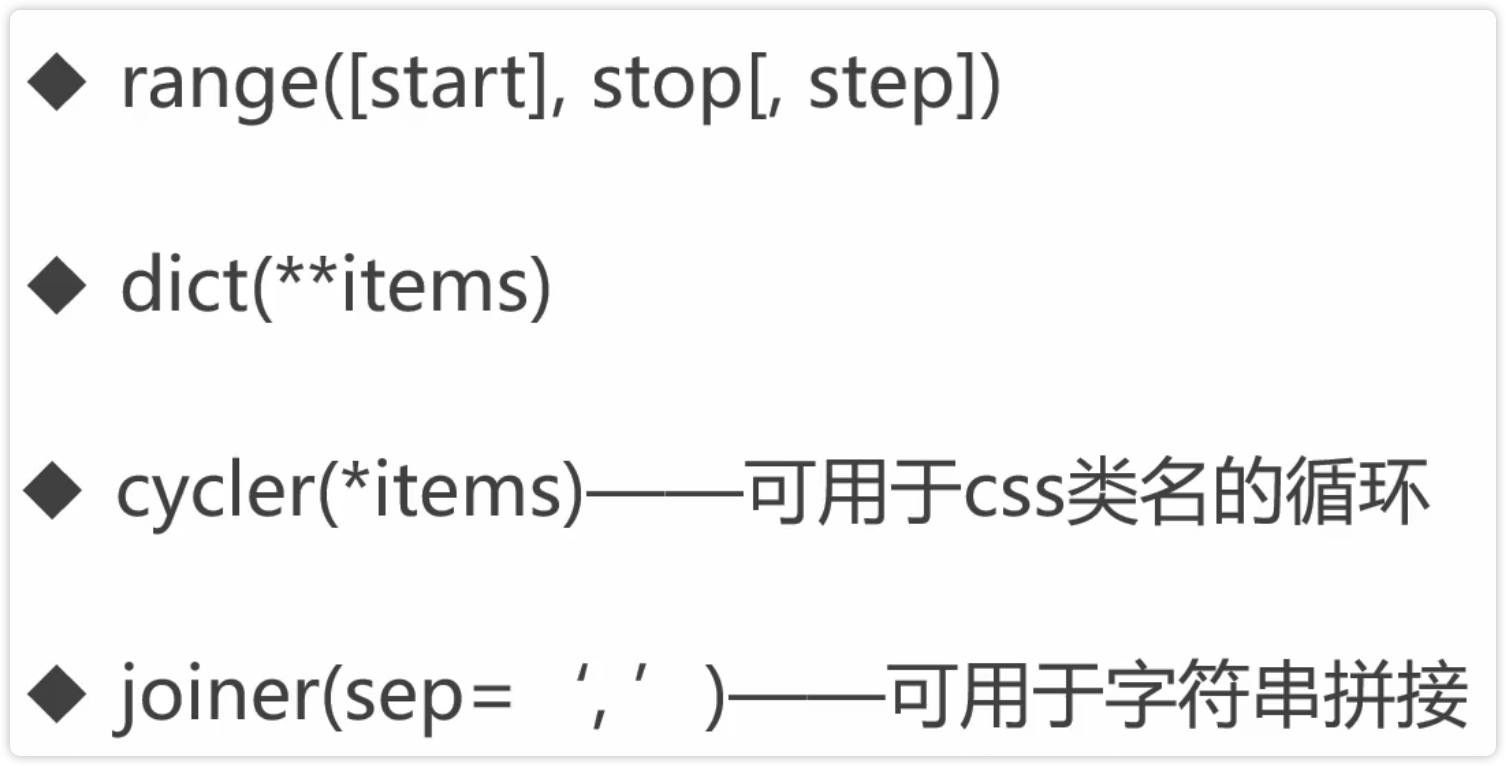 ◆ range([start], stop[, step])
◆ dict(**items)
◆ cycler(*items)——可用于css类名的循环
◆ joiner(sep= ‘,’ )——可用于字符串拼接